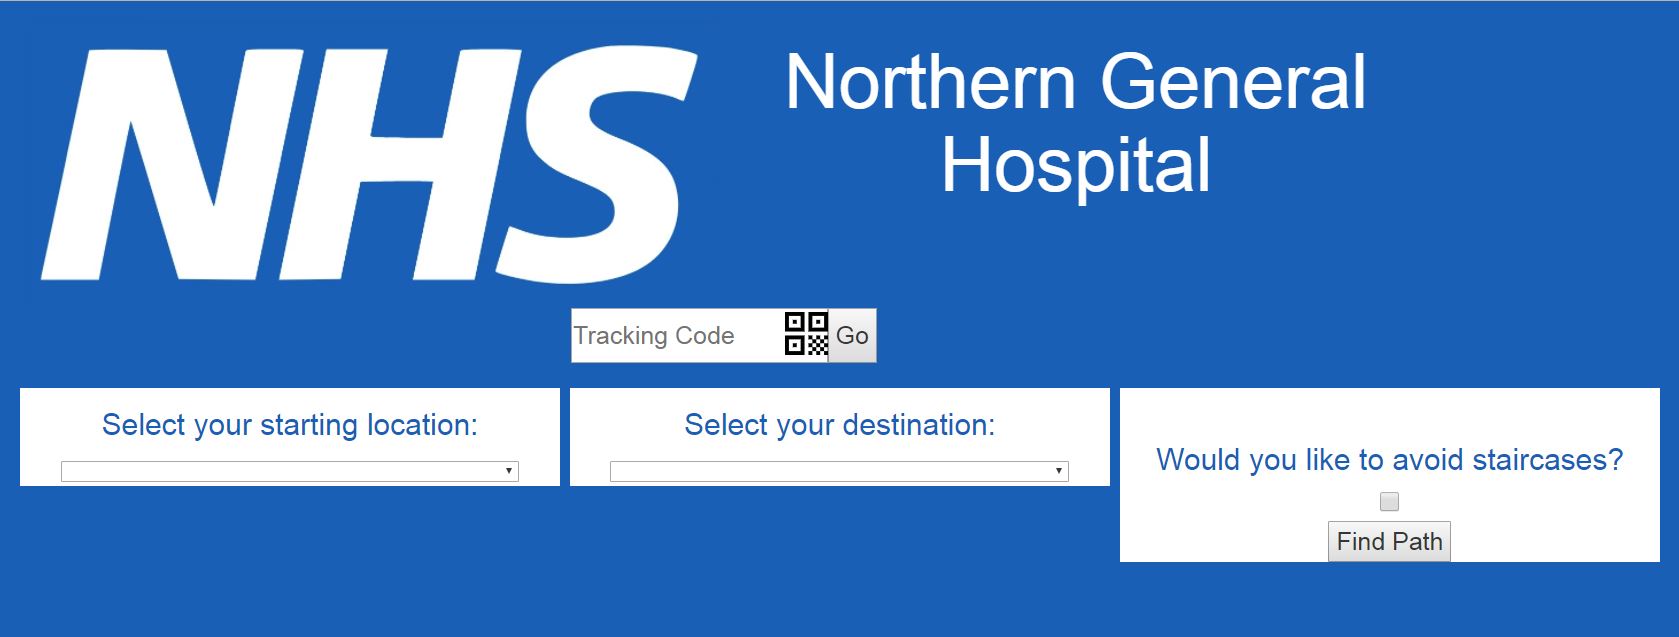 NHS
Northern General
Hospital
Tracking Code
Go
Select your starting location:
Select your destination:
Would you like to avoid staircases?
Find Path